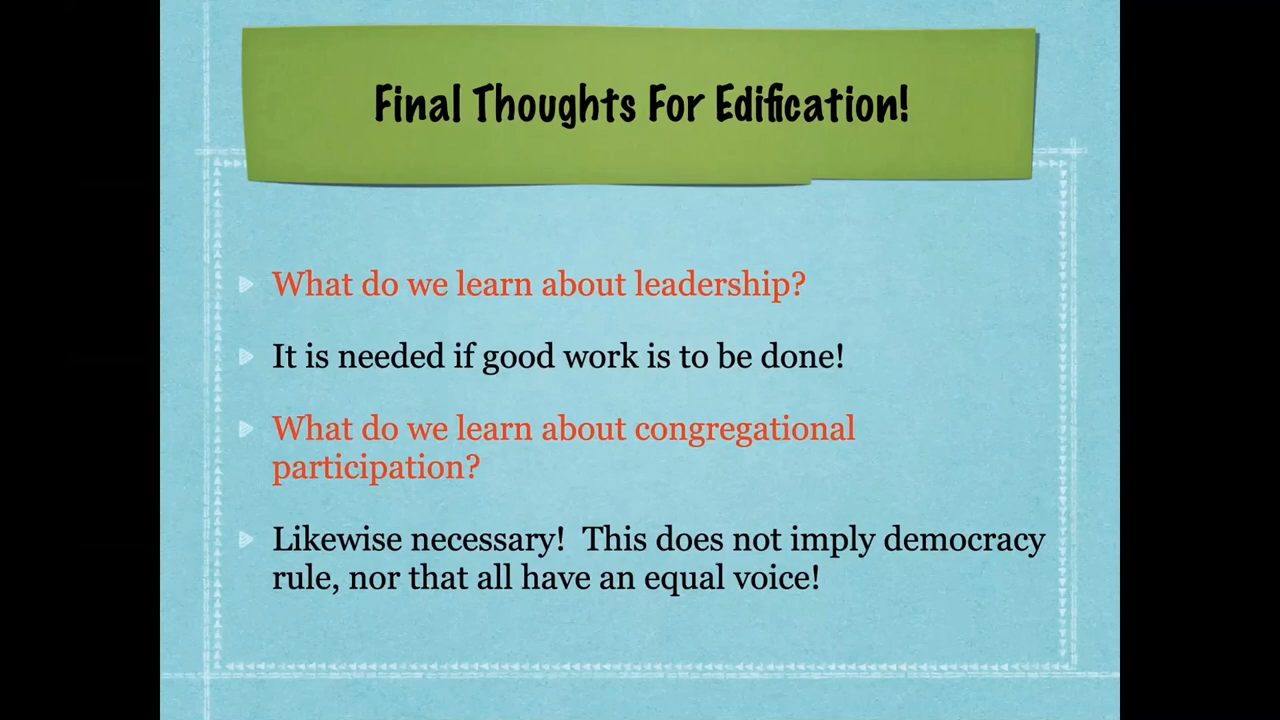 Final Thoughts For Edification!
What do we learn about leadership?
It is needed if good work is to be done!
What do we learn about congregational
participation?
Likewise necessary!  This does not imply democracy
rule, nor that all have an equal voice!